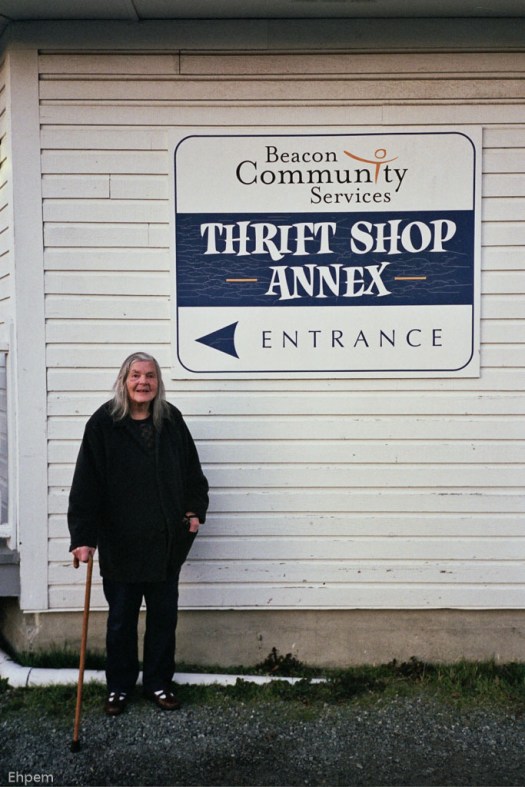 Beacon
Community
Services
THRIFT SHOP
ANNEX
ENTRANCE
Ehpem